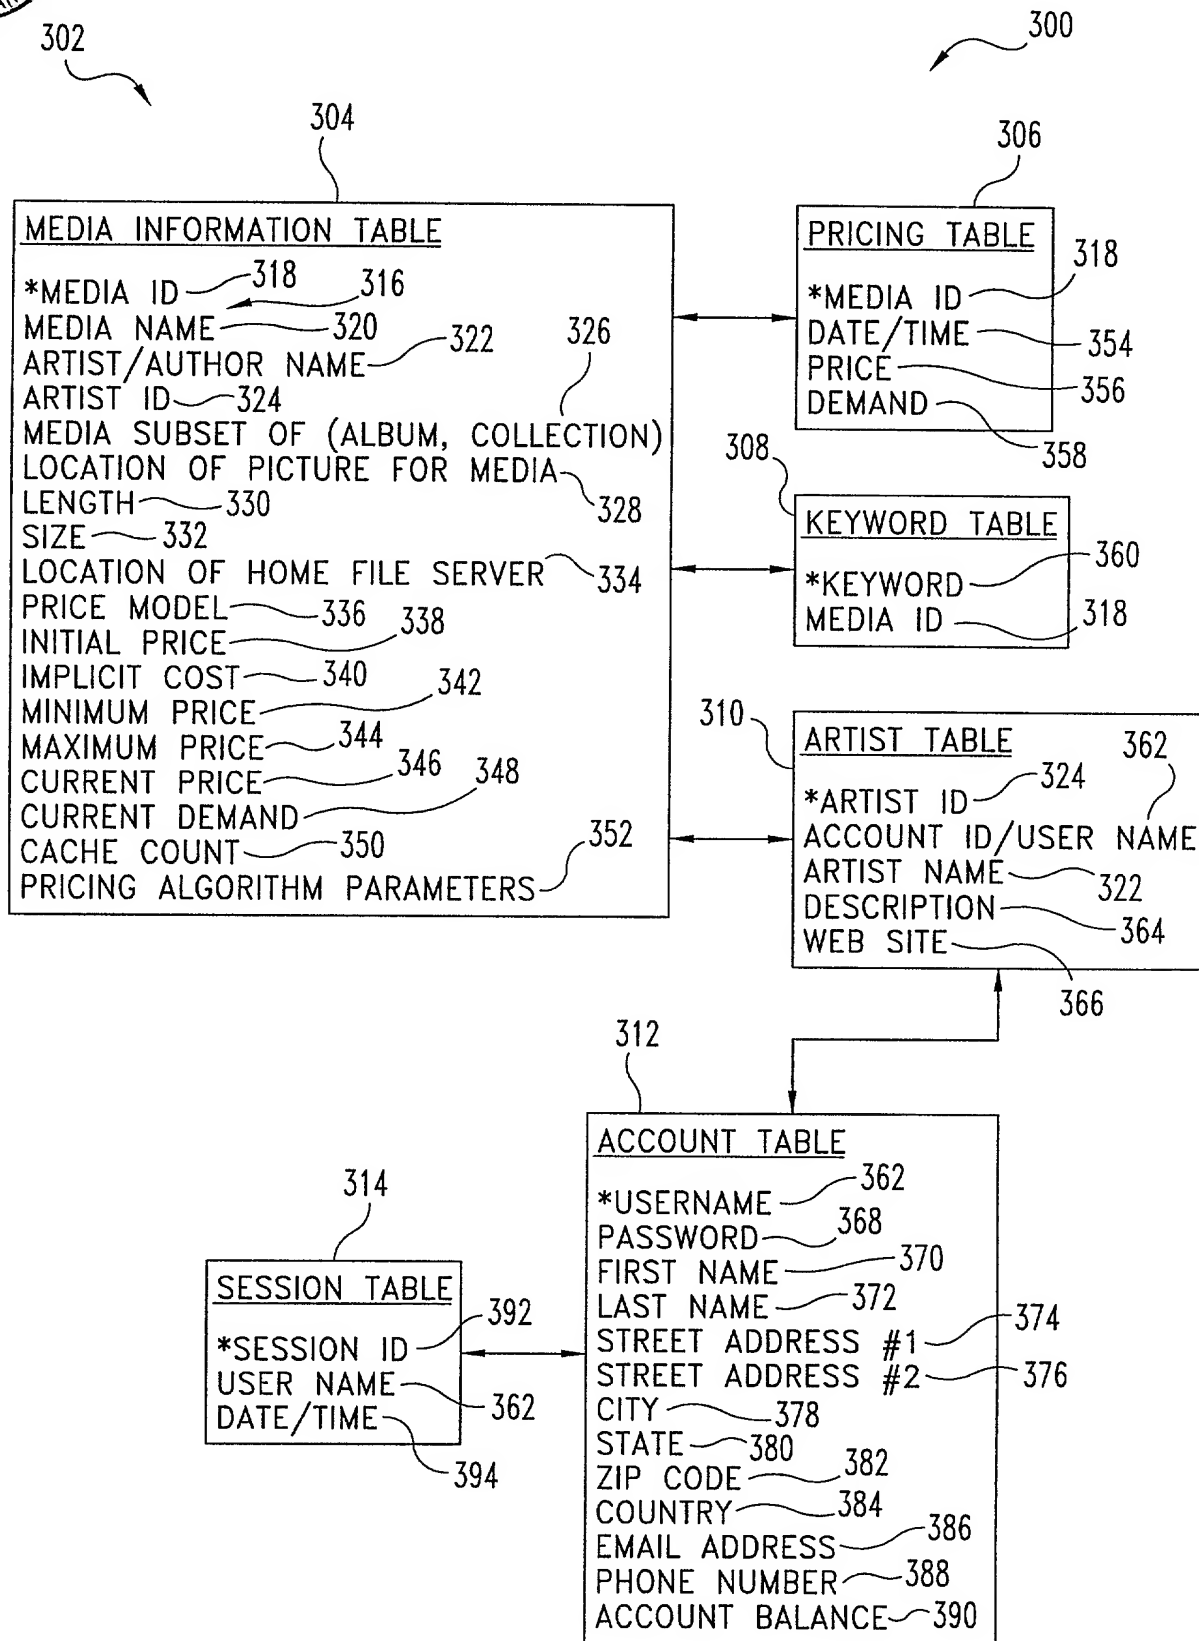 302
300
304
MEDIA INFORMATION TABLE
*MEDIA ID 318
316
MEDIA NAME 320
ARTIST/AUTHOR NAME 322
326
ARTIST ID 324
MEDIA SUBSET OF (ALBUM, COLLECTION)
LOCATION OF PICTURE FOR MEDIA 328
LENGTH 330
SIZE 332
LOCATION OF HOME FILE SERVER 334
PRICE MODEL 336
INITIAL PRICE 338
IMPLICIT COST 340
MINIMUM PRICE 342
MAXIMUM PRICE 344
CURRENT PRICE 346
CURRENT DEMAND 348
CACHE COUNT 350
PRICING ALGORITHM PARAMETERS 352
306
PRICING TABLE
*MEDIA ID 318
DATE/TIME 354
PRICE 356
DEMAND 358
308
KEYWORD TABLE
*KEYWORD 360
MEDIA ID 318
310
ARTIST TABLE
*ARTIST ID 324
ACCOUNT ID/USER NAME 362
ARTIST NAME 322
DESCRIPTION 364
WEB SITE 366
312
ACCOUNT TABLE
*USERNAME 362
PASSWORD 368
FIRST NAME 370
LAST NAME 372
STREET ADDRESS #1 374
STREET ADDRESS #2 376
CITY 378
STATE 380
ZIP CODE 382
COUNTRY 384
EMAIL ADDRESS 386
PHONE NUMBER 388
ACCOUNT BALANCE 390
314
SESSION TABLE
*SESSION ID 392
USER NAME 362
DATE/TIME 394